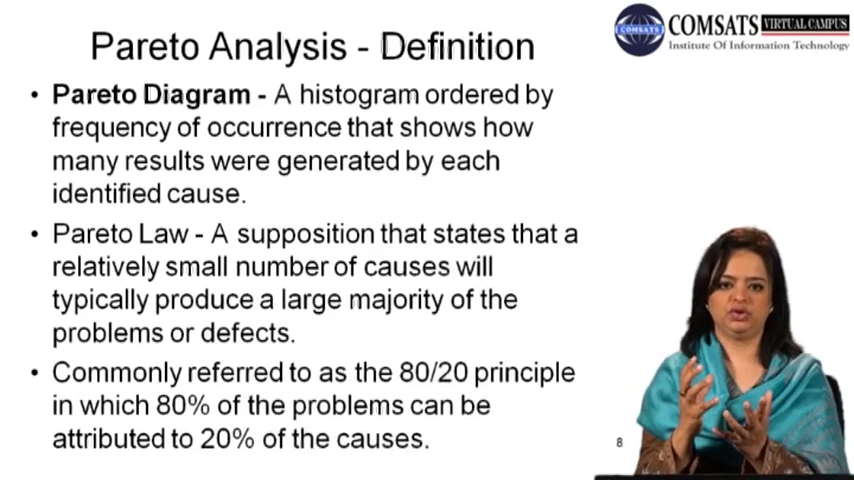 Pareto Analysis - Definition
COMSATS VIRTUAL CAMPUS
COMSATS
Institute Of Information Technology
• Pareto Diagram - A histogram ordered by
frequency of occurrence that shows how
many results were generated by each
identified cause.
• Pareto Law - A supposition that states that a
relatively small number of causes will
typically produce a large majority of the
problems or defects.
• Commonly referred to as the 80/20 principle
in which 80% of the problems can be
attributed to 20% of the causes.
8